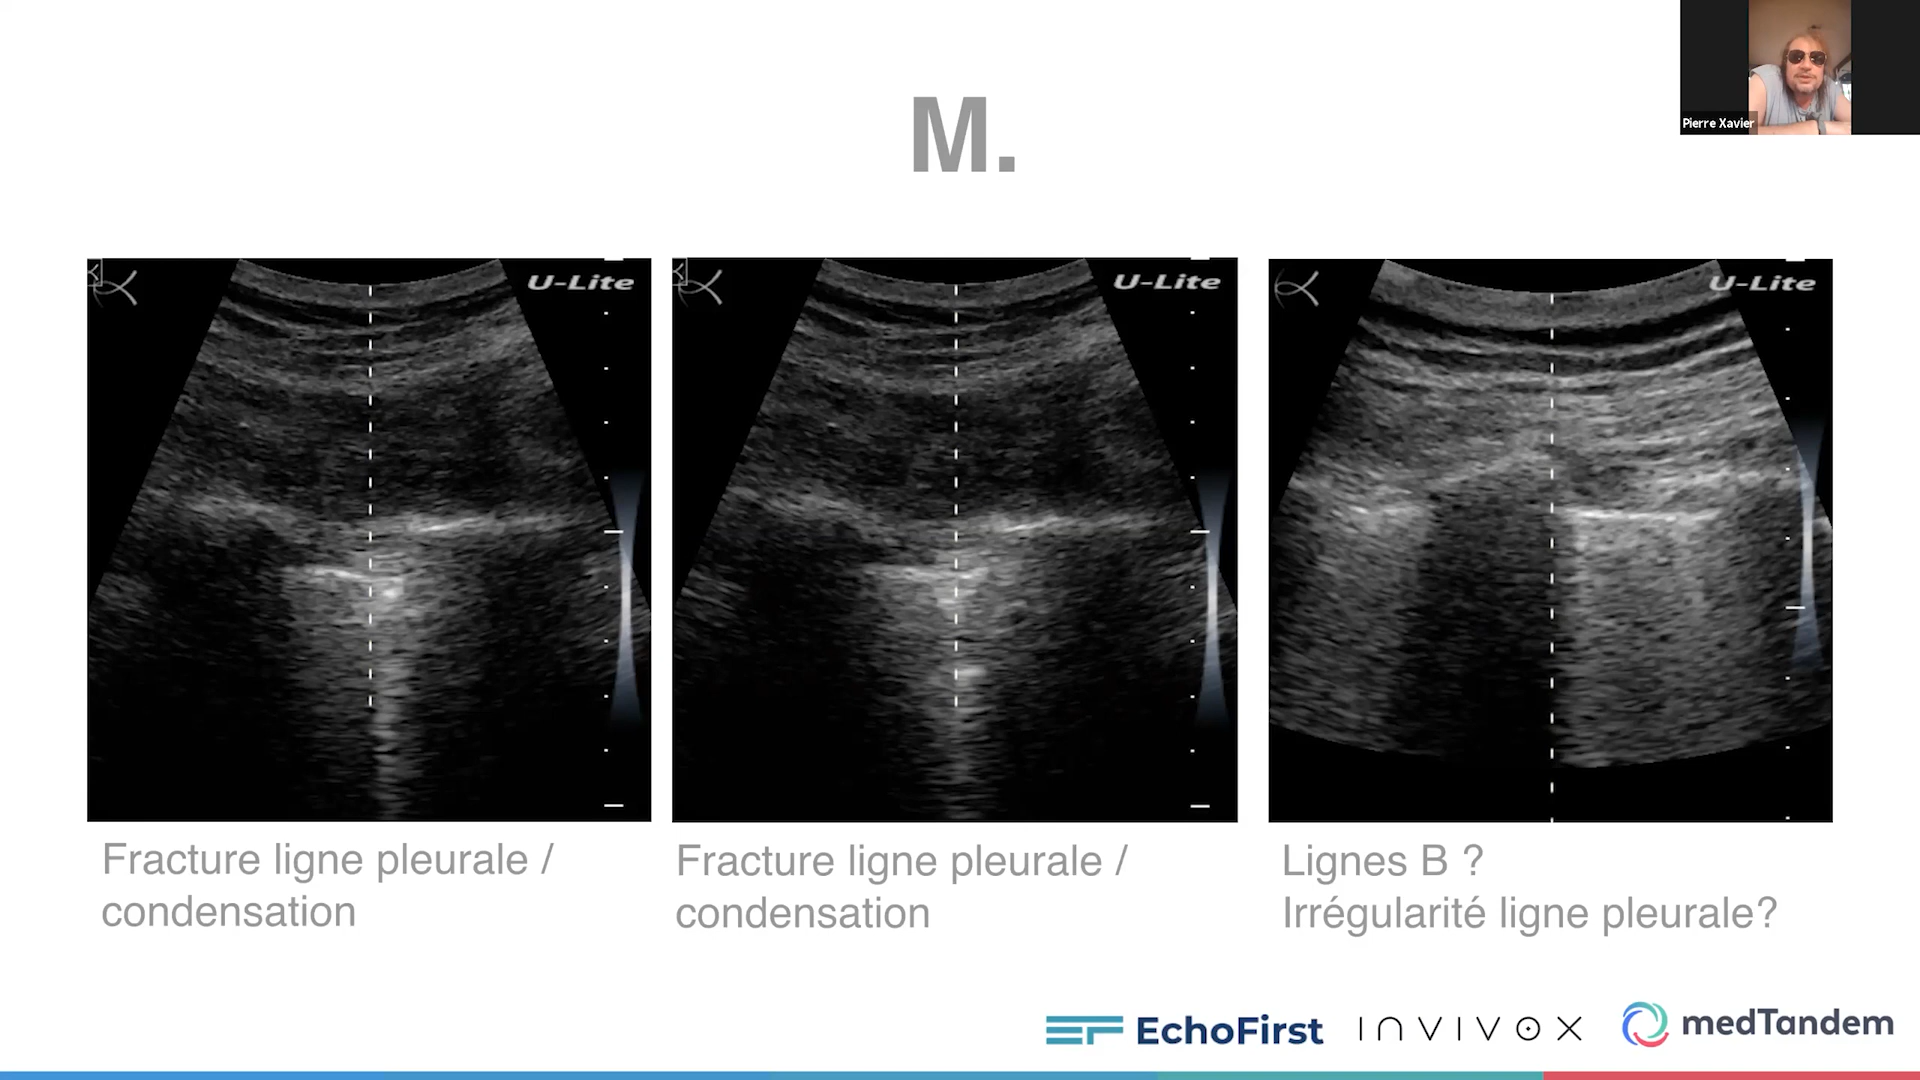 M.
Pierre Xavier
U-Lite
U-Lite
U-Lite
Fracture ligne pleurale /
condensation
Fracture ligne pleurale /
condensation
Lignes B ?
Irrégularité ligne pleurale?
EchoFirst
INVIVOX
medTandem